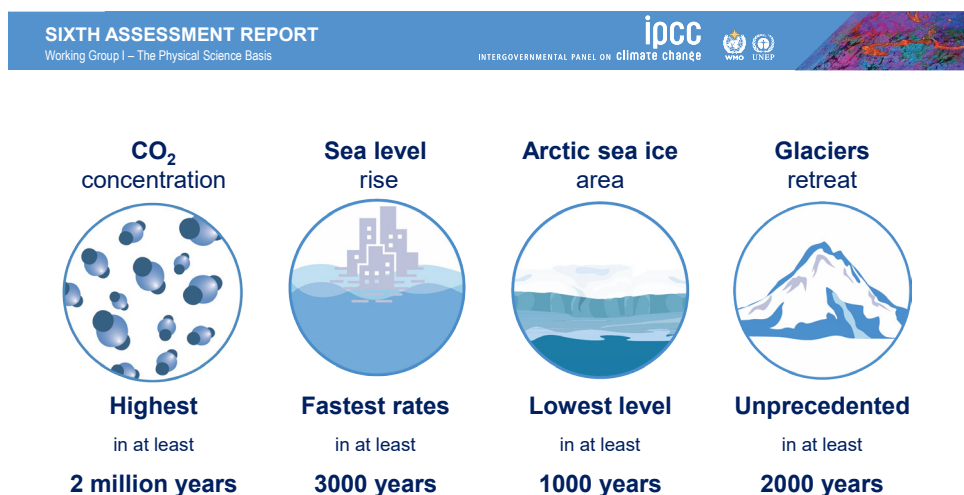 SIXTH ASSESSMENT REPORT
Working Group I – The Physical Science Basis
ipcc
INTERGOVERNMENTAL PANEL ON climate change
WMO
UNEP
CO₂
concentration
Highest
in at least
2 million years
Sea level
rise
Fastest rates
in at least
3000 years
Arctic sea ice
area
Lowest level
in at least
1000 years
Glaciers
retreat
Unprecedented
in at least
2000 years